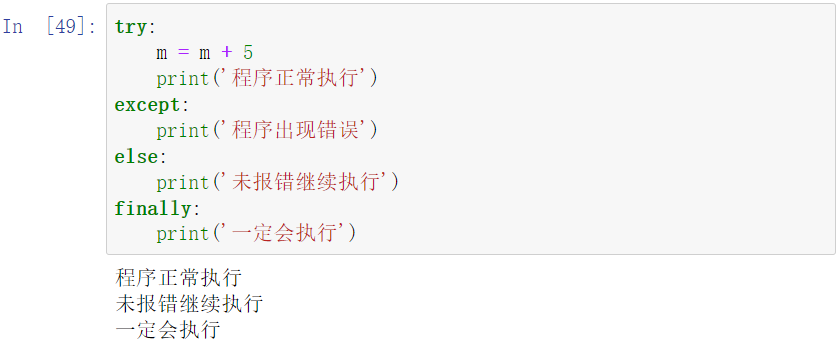 In [49]: try:
    m = m + 5
    print('程序正常执行')
except:
    print('程序出现错误')
else:
    print('未报错继续执行')
finally:
    print('一定会执行')
程序正常执行
未报错继续执行
一定会执行